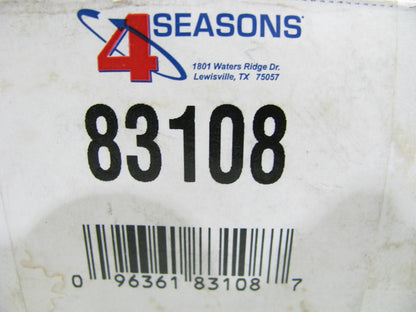 4 SEASONS
1801 Waters Ridge Dr.
Lewisville, TX 75057
83108
0 96361 83108 7